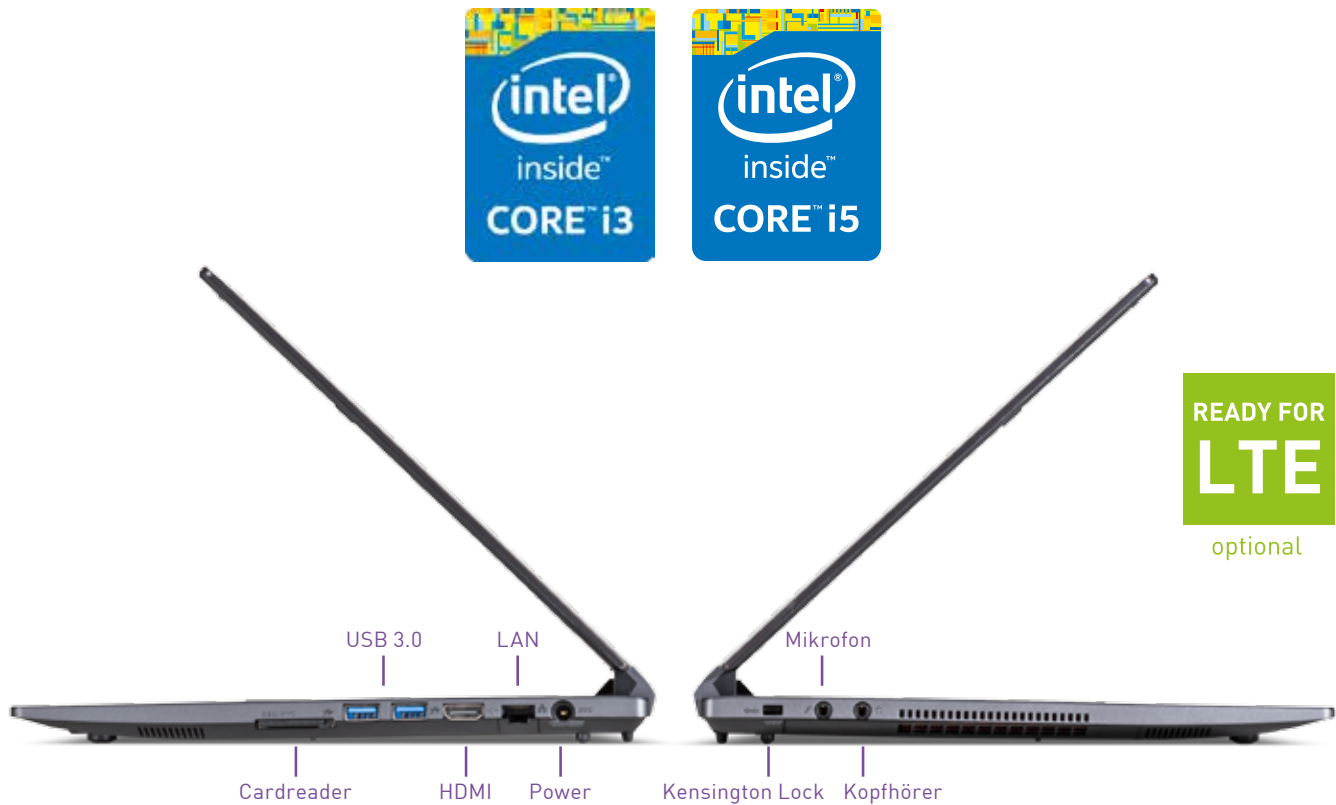 intel
inside™
CORE™ i3
intel®
inside™
CORE™ i5
READY FOR
LTE
optional
USB 3.0
LAN
Mikrofon
Cardreader
HDMI
Power
Kensington Lock
Kopfhörer